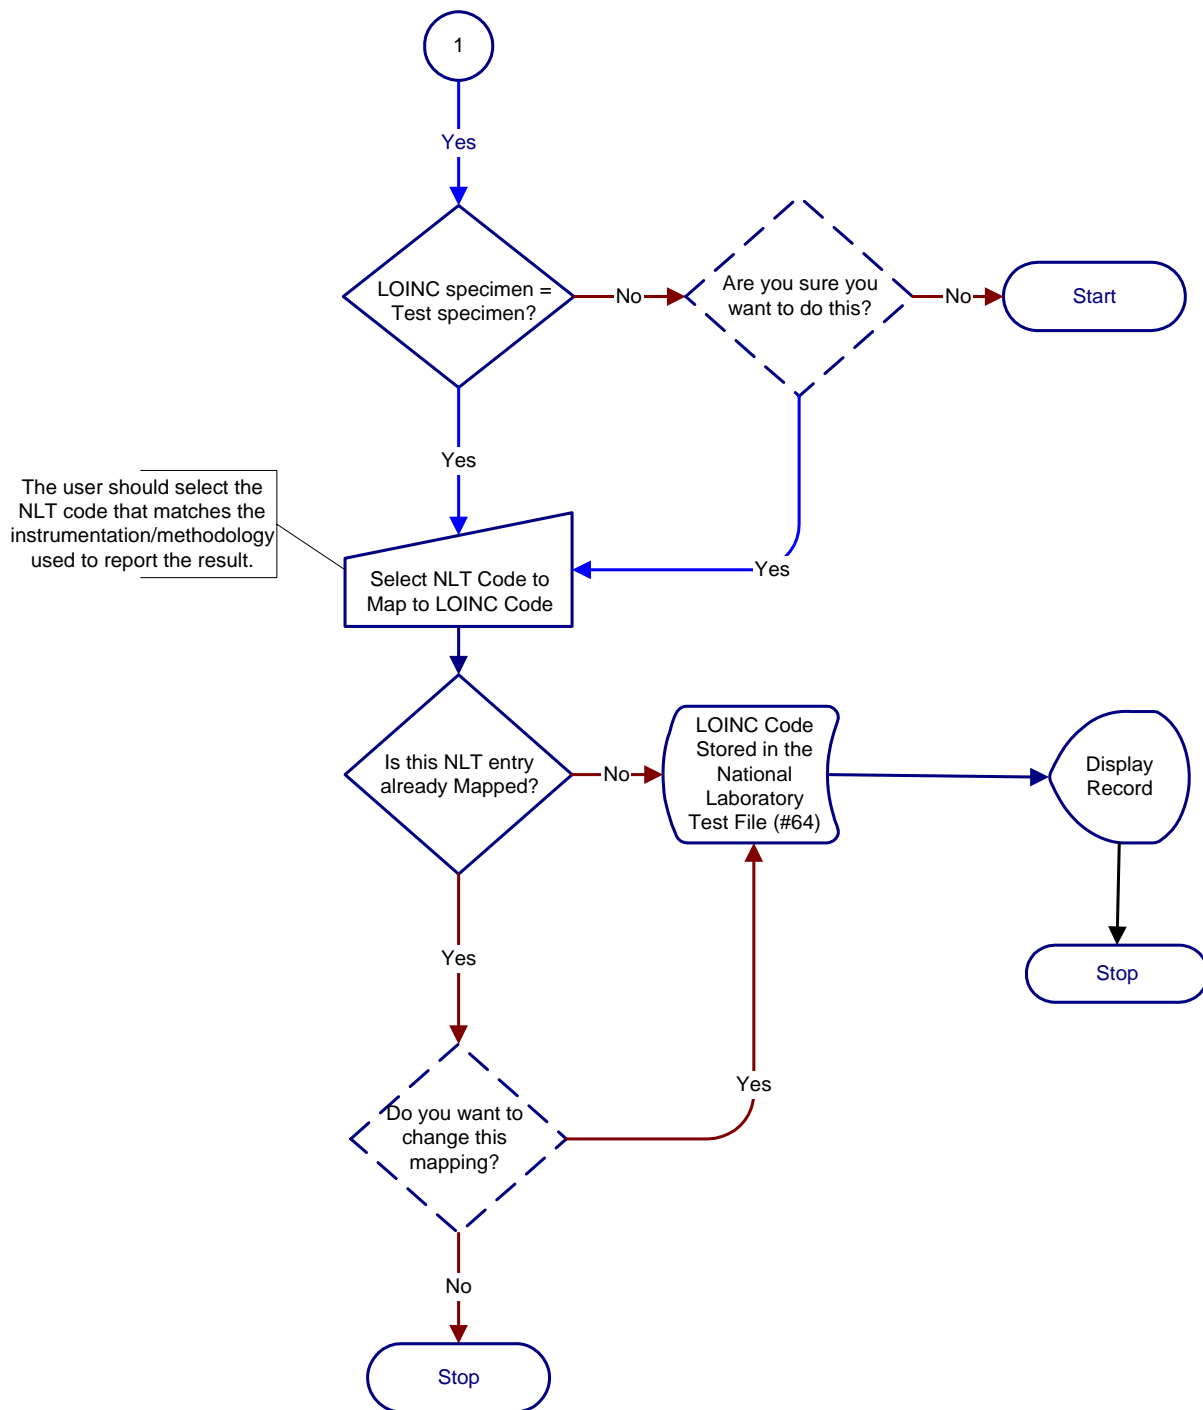 1
Yes
LOINC specimen =
Test specimen?
No
Are you sure you
want to do this?
No
Start
Yes
Yes
The user should select the
NLT code that matches the
instrumentation/methodology
used to report the result.
Select NLT Code to
Map to LOINC Code
Is this NLT entry
already Mapped?
No
LOINC Code
Stored in the
National
Laboratory
Test File (#64)
Display
Record
Stop
Yes
Do you want to
change this
mapping?
Yes
No
Stop